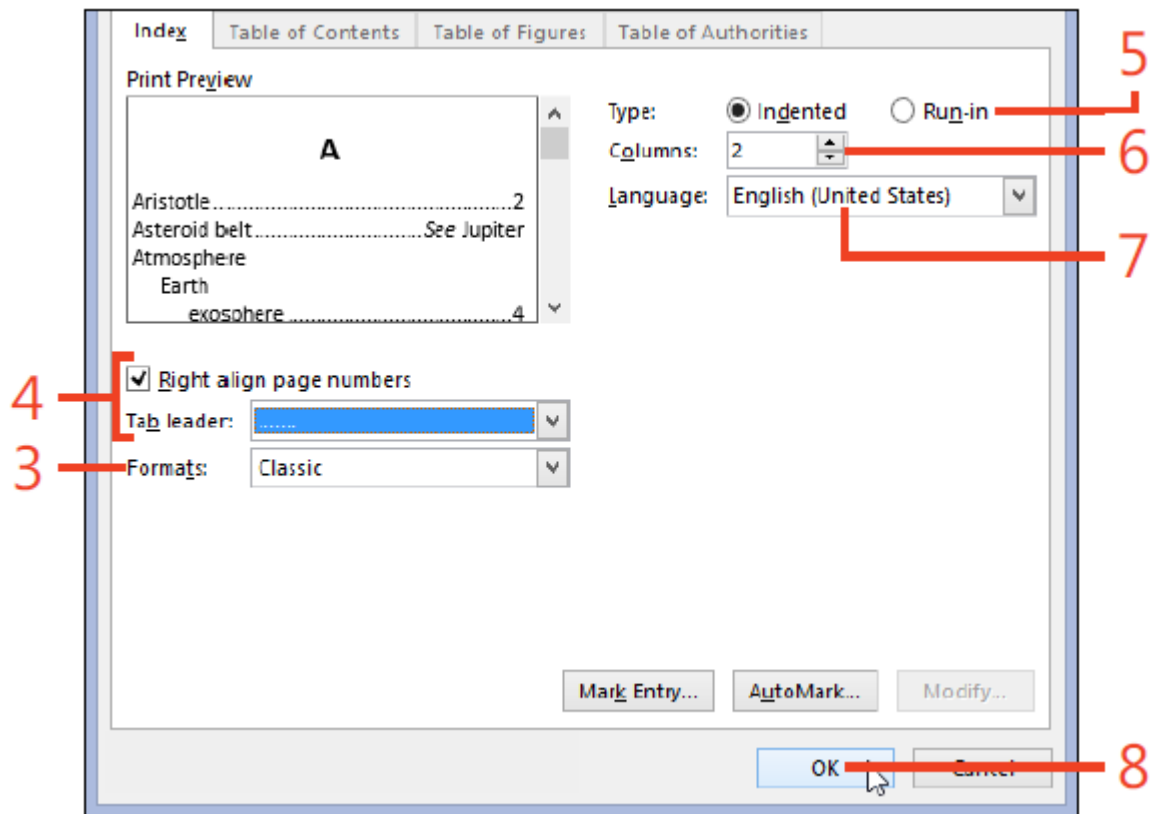 Index Table of Contents Table of Figures Table of Authorities
5
Print Preview
Type: Indented Run-in
A
Columns: 2
6
Aristotle.......................................................2
Language: English (United States)
Asteroid belt................................See Jupiter
Atmosphere
7
Earth
exosphere ..............................................4
4
Right align page numbers
Tab leader: .......
3
Formats: Classic
Mark Entry... AutoMark... Modify...
OK Cancel
8